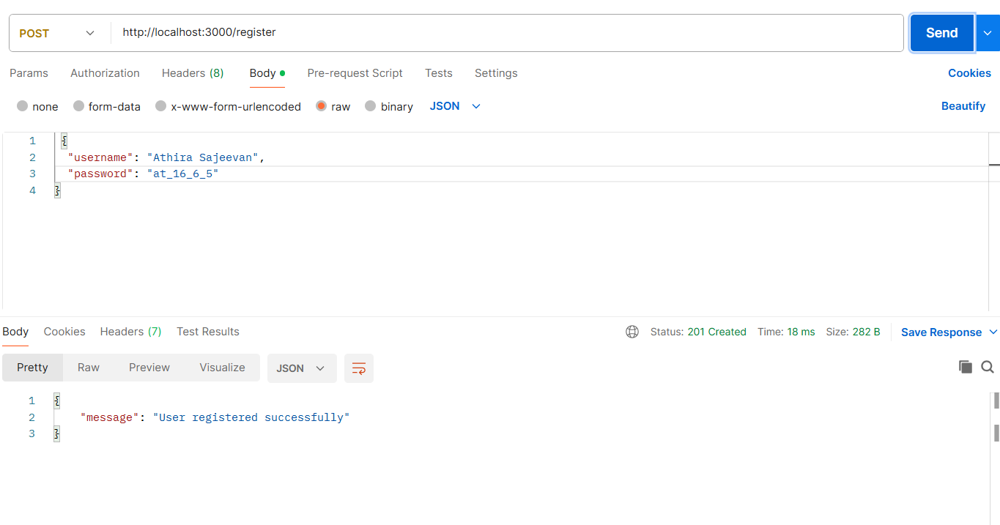 POST http://localhost:3000/register Send
Params Authorization Headers (8) Body Pre-request Script Tests Settings Cookies
none form-data x-www-form-urlencoded raw binary JSON Beautify
1 {
2 "username": "Athira Sajeevan",
3 "password": "at_16_6_5"
4 }
Body Cookies Headers (7) Test Results Status: 201 Created Time: 18 ms Size: 282 B Save Response
Pretty Raw Preview Visualize JSON
1 {
2 "message": "User registered successfully"
3 }